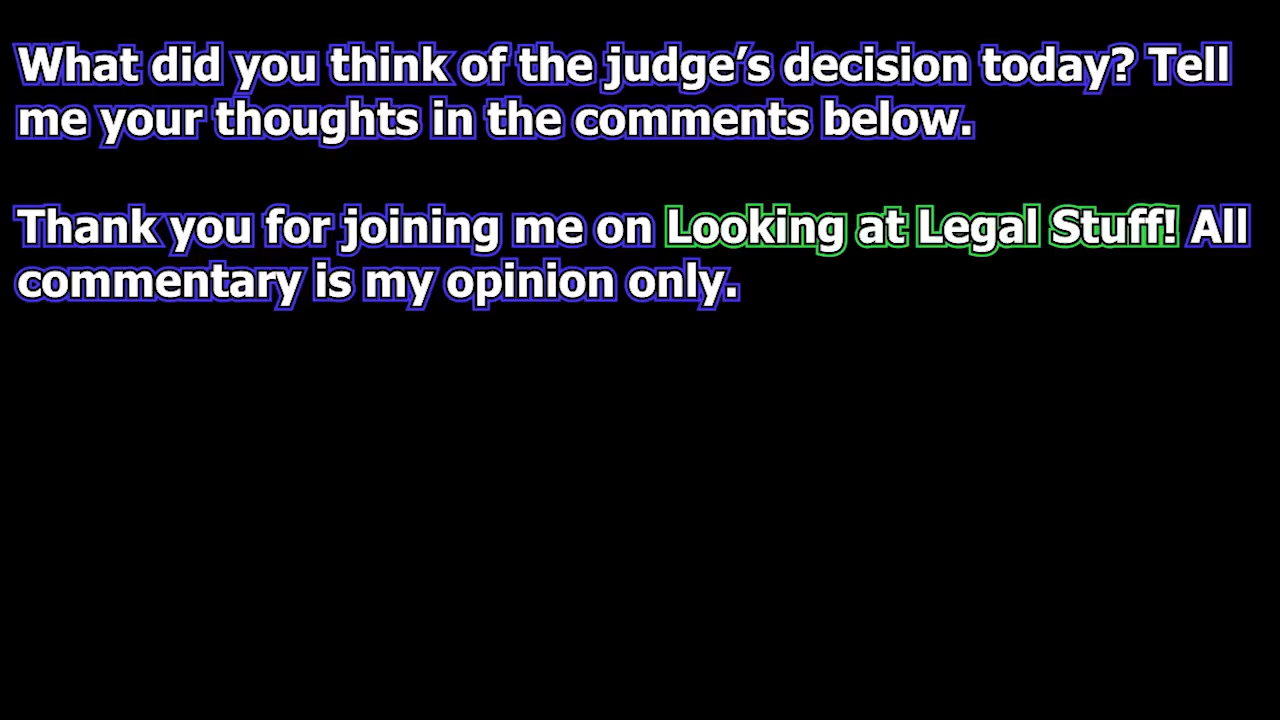 What did you think of the judge’s decision today? Tell
me your thoughts in the comments below.
Thank you for joining me on Looking at Legal Stuff! All
commentary is my opinion only.